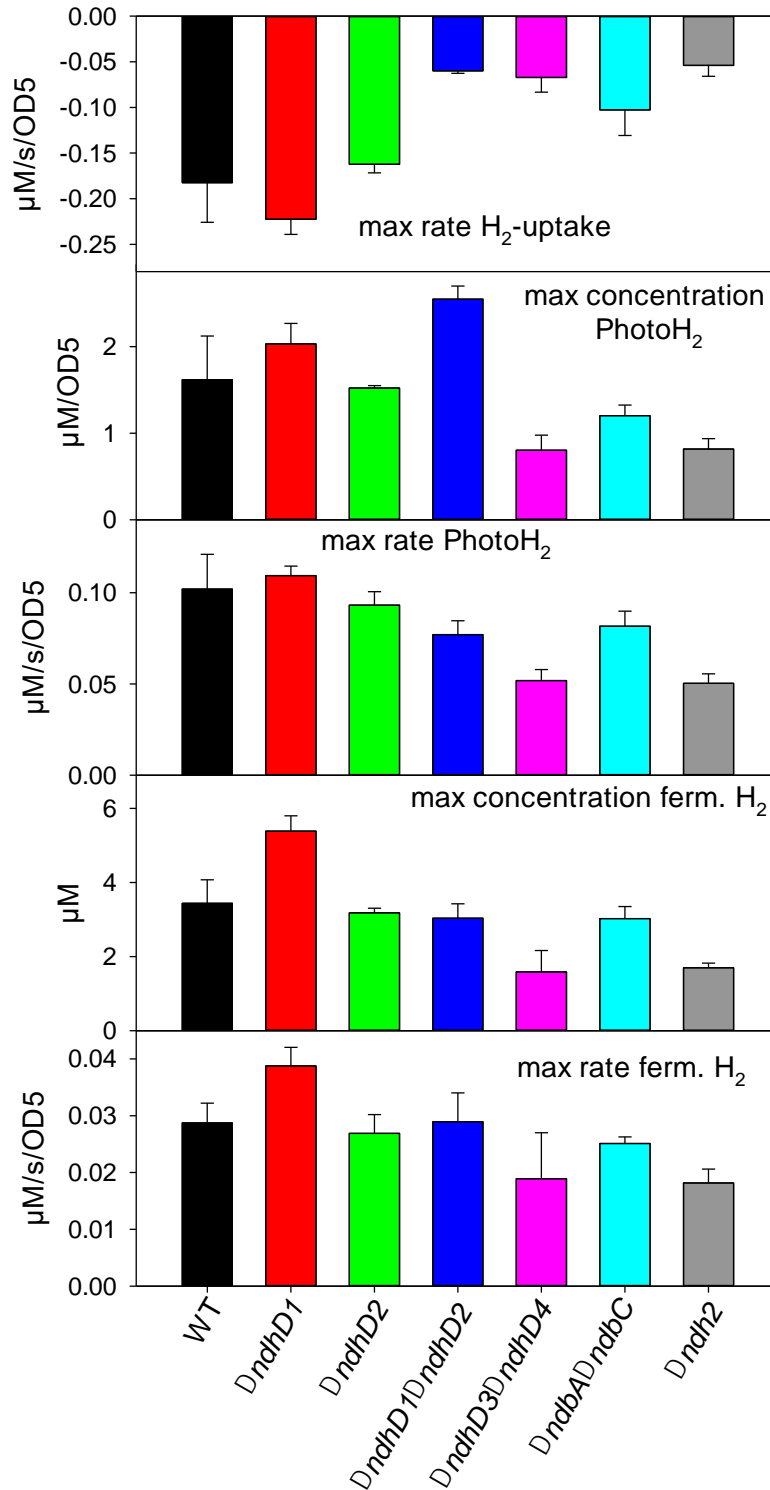 0.00
-0.05
-0.10
-0.15
-0.20
-0.25
µM/s/OD5
max rate H₂-uptake
max concentration
PhotoH₂
2
1
0
µM/OD5
max rate PhotoH₂
0.10
0.05
0.00
µM/s/OD5
max concentration ferm. H₂
6
4
2
0
µM
max rate ferm. H₂
0.04
0.03
0.02
0.01
0.00
µM/s/OD5
WT
DndhD1
DndhD2
DndhD1DndhD2
DndhD3DndhD4
DndbADndbC
Dndh2